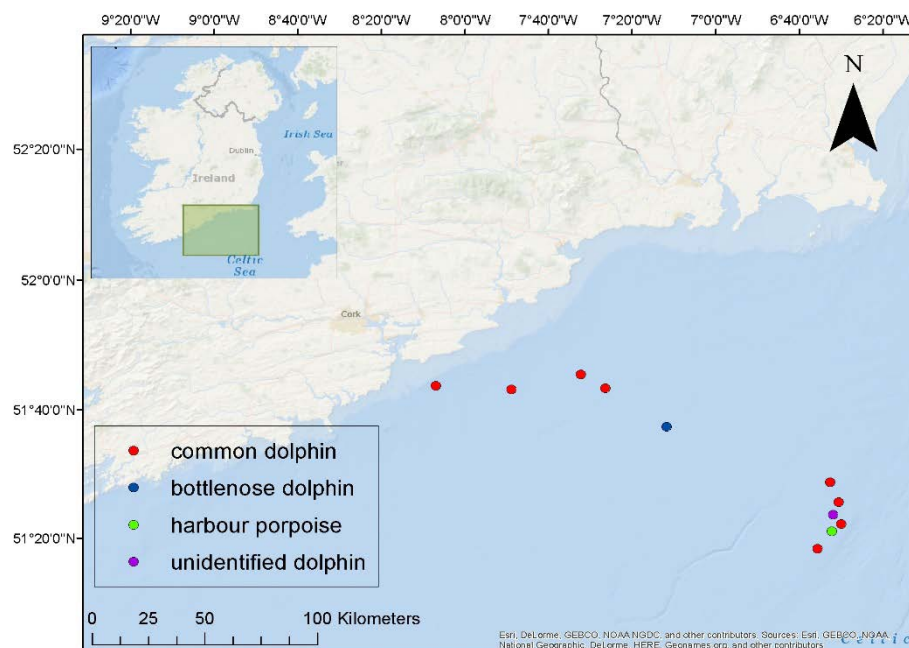 9°20'0"W 9°0'0"W 8°40'0"W 8°20'0"W 8°0'0"W 7°40'0"W 7°20'0"W 7°0'0"W 6°40'0"W 6°20'0"W
N
Irish Sea
Dublin
Ireland
Celtic
Sea
52°20'0"N
52°0'0"N
Cork
51°40'0"N
common dolphin
bottlenose dolphin
harbour porpoise
unidentified dolphin
51°20'0"N
0 25 50 100 Kilometers
Esri, DeLorme, GEBCO, NOAA NGDC, and other contributors. Sources: Esri, GEBCO, NOAA,
National Geographic, DeLorme, HERE, Geonames.org, and other contributors
Celtic